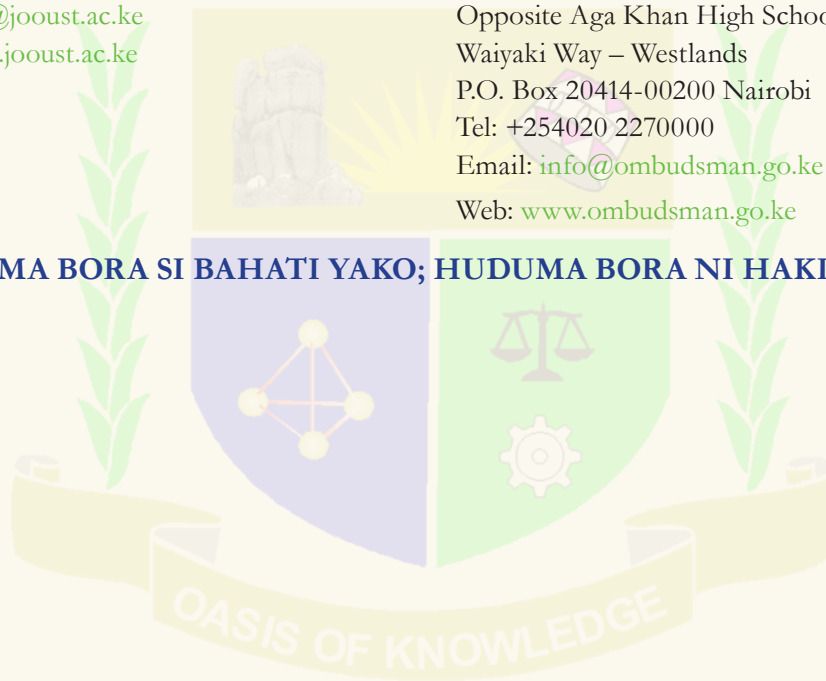 @jooust.ac.ke
.jooust.ac.ke
Opposite Aga Khan High Schoo
Waiyaki Way – Westlands
P.O. Box 20414-00200 Nairobi
Tel: +254020 2270000
Email: info@ombudsman.go.ke
Web: www.ombudsman.go.ke
MA BORA SI BAHATI YAKO; HUDUMA BORA NI HAKI
OASIS OF KNOWLEDGE